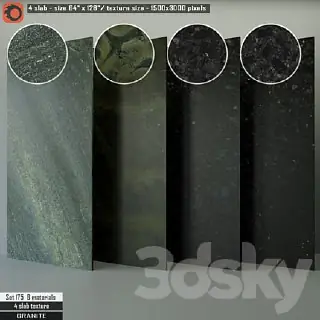 4 slab - size 64" x 128"/ texture size - 1500x3000 pixels
3dsky
Set 175  8 materials
4 slab texture
GRANITE